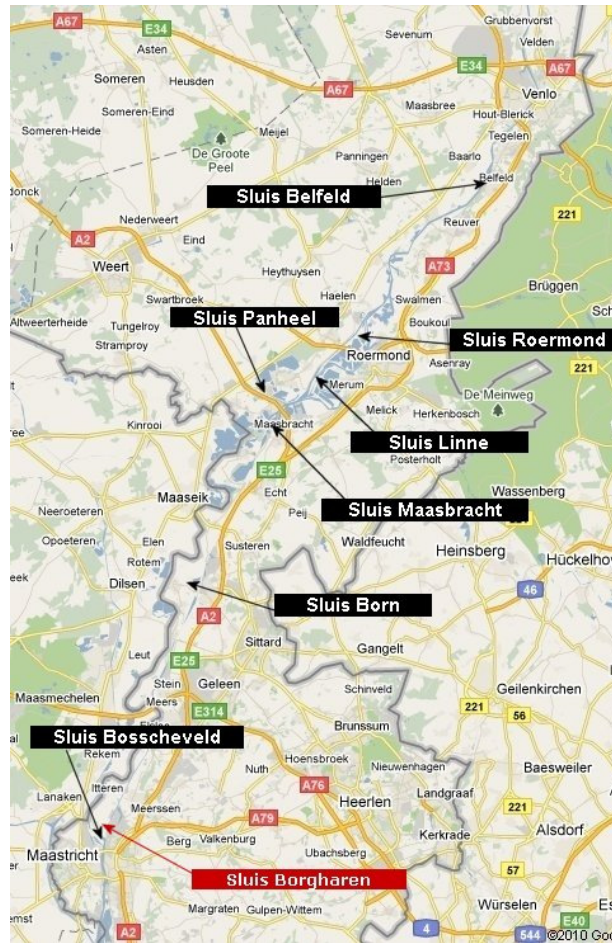 A67
E34
Sevenum
Grubbenvorst
Velden
Asten
Someren
Heusden
A67
E34
A67
Venlo
Maasbree
Someren-Eind
Hout-Blerick
Someren-Heide
Meijel
Tegelen
De Groote
Peel
Panningen
Baarlo
Helden
Belfeld
Sluis Belfeld
Nederweert
Reuver
221
A2
Eind
A73
Weert
Heythuysen
Brüggen
Haelen
Swartbroek
Swalmen
Altweerterheide
Tungelroy
Sluis Panheel
Boukoul
Stramproy
Sluis Roermond
Roermond
Asenray
221
De Meinweg
Merum
Melick
Herkenbosch
Kinrooi
Maasbracht
Sluis Linne
Posterholt
E25
Maaseik
Echt
Wassenberg
Neeroeteren
Peij
Sluis Maasbracht
Opoeteren
Elen
Waldfeucht
Susteren
Heinsberg
Rotem
Dilsen
46
Sluis Born
A2
Sittard
Gangelt
Leut
E25
Stein
Geleen
Geilenkirchen
Maasmechelen
Meers
Schinveld
221
56
E314
Brunssum
Sluis Bosscheveld
Rekem
Nuth
Hoensbroek
Nieuwenhagen
Baesweiler
Itteren
A76
Lanaken
Landgraaf
Meerssen
Heerlen
221
A79
Kerkrade
Alsdorf
Maastricht
Berg
Valkenburg
Ubachsberg
57
Sluis Borgharen
Margraten
Gulpen-Wittem
Würselen
E40
A2
4
544
©2010